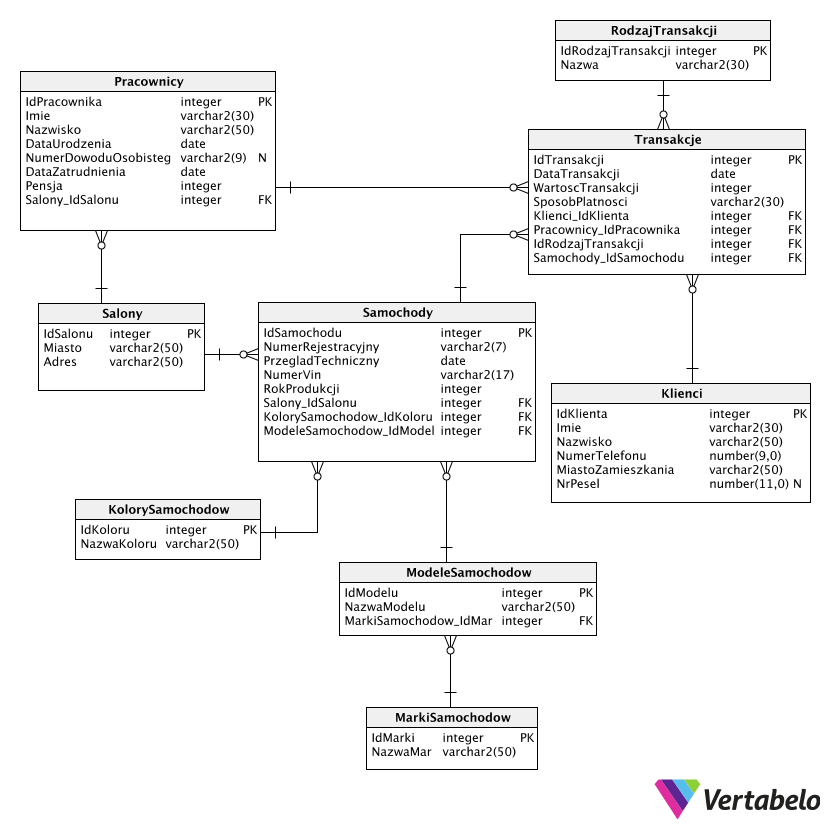 RodzajTransakcji
IdRodzajTransakcji integer PK
Nazwa varchar2(30)
Pracownicy
IdPracownika integer PK
Imie varchar2(30)
Nazwisko varchar2(50)
DataUrodzenia date
NumerDowoduOsobisteg varchar2(9) N
DataZatrudnienia date
Pensja integer
Salony_IdSalonu integer FK
Transakcje
IdTransakcji integer PK
DataTransakcji date
WartoscTransakcji integer
SposobPlatnosci varchar2(30)
Klienci_IdKlienta integer FK
Pracownicy_IdPracownika integer FK
IdRodzajTransakcji integer FK
Samochody_IdSamochodu integer FK
Salony
IdSalonu integer PK
Miasto varchar2(50)
Adres varchar2(50)
Samochody
IdSamochodu integer PK
NumerRejestracyjny varchar2(7)
PrzegladTechniczny date
NumerVin varchar2(17)
RokProdukcji integer
Salony_IdSalonu integer FK
KolorySamochodow_IdKoloru integer FK
ModeleSamochodow_IdModel integer FK
Klienci
IdKlienta integer PK
Imie varchar2(30)
Nazwisko varchar2(50)
NumerTelefonu number(9,0)
MiastoZamieszkania varchar2(50)
NrPesel number(11,0) N
KolorySamochodow
IdKoloru integer PK
NazwaKoloru varchar2(50)
ModeleSamochodow
IdModelu integer PK
NazwaModelu varchar2(50)
MarkiSamochodow_IdMar integer FK
MarkiSamochodow
IdMarki integer PK
NazwaMar varchar2(50)
Vertabelo